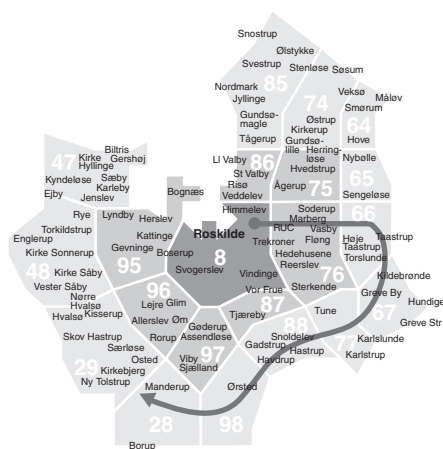 Snostrup
Ølstykke
Svestrup
Stenløse
Søsum
85
Nordmark
Veksø
Jyllinge
74
Måløv
Smørum
Gundsø-
magle
Østrup
64
Kirkerup
Tågerup
Gundsø-
lille
Hove
Herring-
løse
47
Biltris
Kirke
Hyllinge
Gershøj
Ll Valby
86
Hvedstrup
Nybølle
St Valby
Kyndeløse
Sæby
Karleby
Risø
65
Ejby
Jenslev
Bognæs
Veddelev
Ågerup
75
Sengeløse
Rye
Lyndby
Herslev
Himmelev
Soderup
66
Torkildstrup
Marberg
RUC
Vasby
Englerup
Kattinge
Roskilde
Trekroner
Fløng
Høje
Taastrup
Taastrup
Kirke Sonnerup
Gevninge
Boserup
8
Hedehusene
Torslunde
48
95
Svogerslev
Reerslev
Kirke Såby
Vindinge
76
Kildebrønde
Vester Såby
96
Vor Frue
Sterkende
Nørre
Hvalsø
Lejre
Glim
87
Greve By
Hundige
Hvalsø
Kisserup
Tjæreby
Tune
67
Allerslev
Øm
Gøderup
88
Greve Str
Skov Hastrup
Rorup
Assendløse
Snoldelev
Karlslunde
Særløse
97
Gadstrup
Hastrup
77
29
Osted
Viby
Sjælland
Havdrup
Karlstrup
Kirkebjerg
Ny Tolstrup
Manderup
Ørsted
28
98
Borup